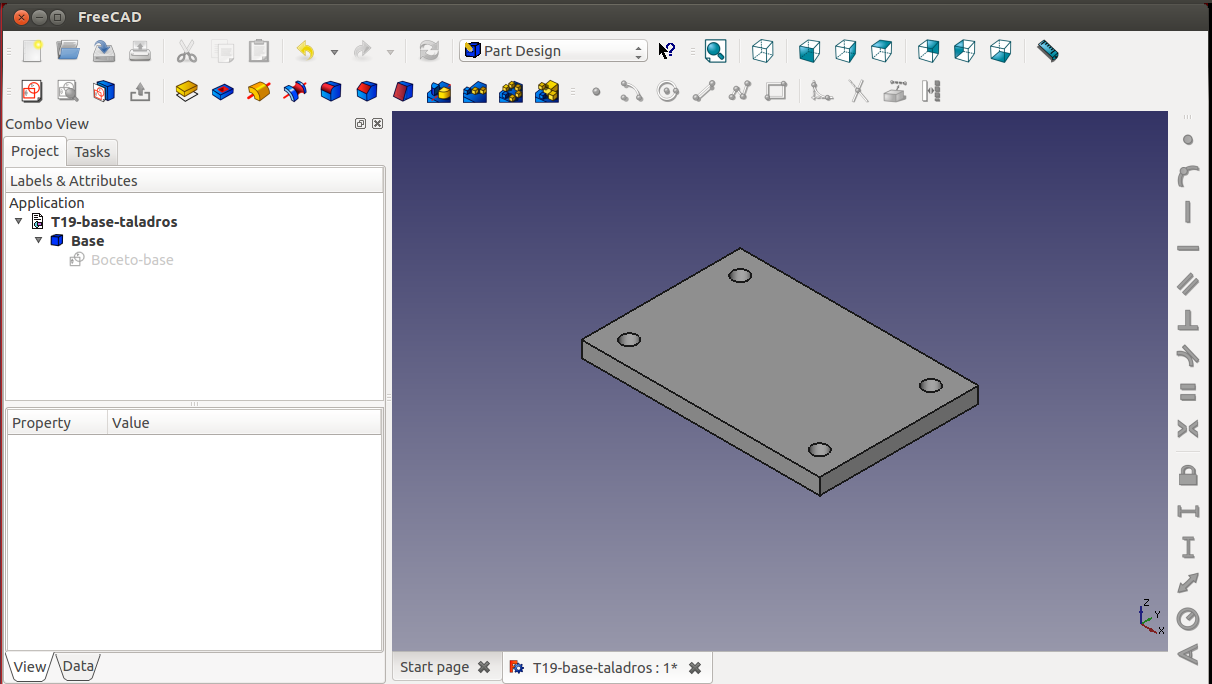 FreeCAD
Part Design
Combo View
Project
Tasks
Labels & Attributes
Application
T19-base-taladros
Base
Boceto-base
Property
Value
View
Data
Start page
T19-base-taladros : 1*
Z
Y
X